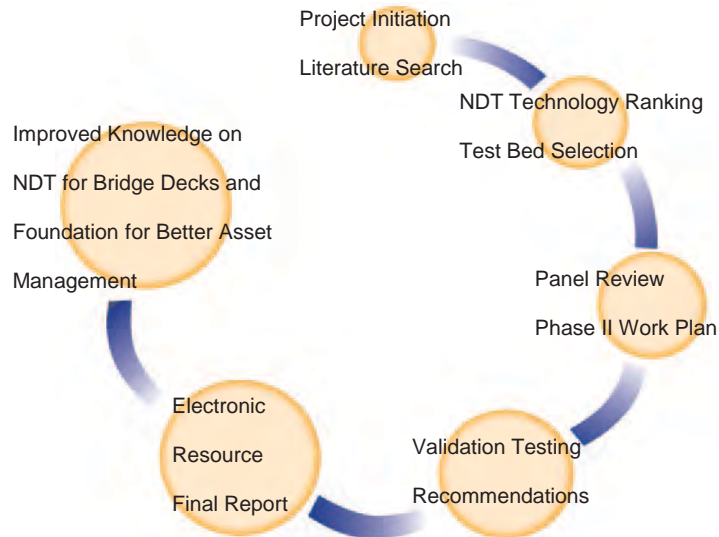 Project Initiation
Literature Search
NDT Technology Ranking
Test Bed Selection
Panel Review
Phase II Work Plan
Validation Testing
Recommendations
Electronic
Resource
Final Report
Improved Knowledge on
NDT for Bridge Decks and
Foundation for Better Asset
Management